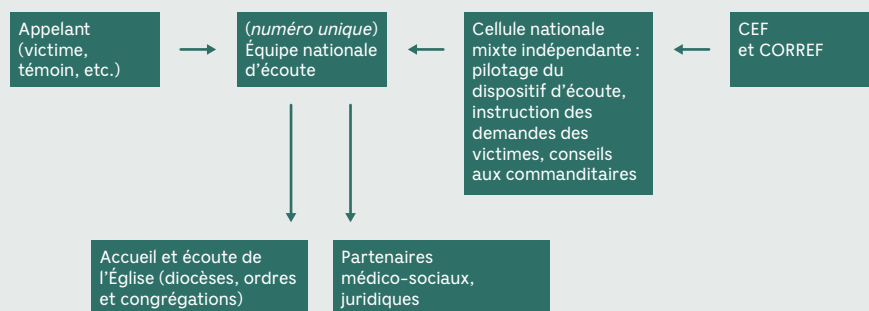 Appelant
(victime,
témoin, etc.)
(numéro unique)
Équipe nationale
d’écoute
Cellule nationale
mixte indépendante :
pilotage du
dispositif d’écoute,
instruction des
demandes des
victimes, conseils
aux commanditaires
CEF
et CORREF
Accueil et écoute de
l’Église (diocèses, ordres
et congrégations)
Partenaires
médico-sociaux,
juridiques